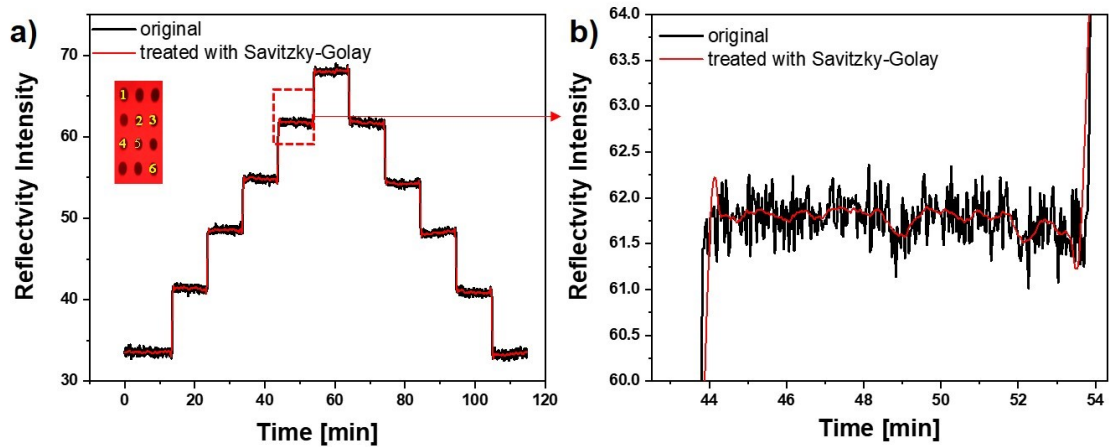 a)
original
treated with Savitzky-Golay
70
60
50
40
30
1
2 3
4 5
6
0 20 40 60 80 100 120
Time [min]
Reflectvity Intensity
b)
original
treated with Savitzky-Golay
64.0
63.5
63.0
62.5
62.0
61.5
61.0
60.5
60.0
44 46 48 50 52 54
Time [min]
Reflectvity Intensity